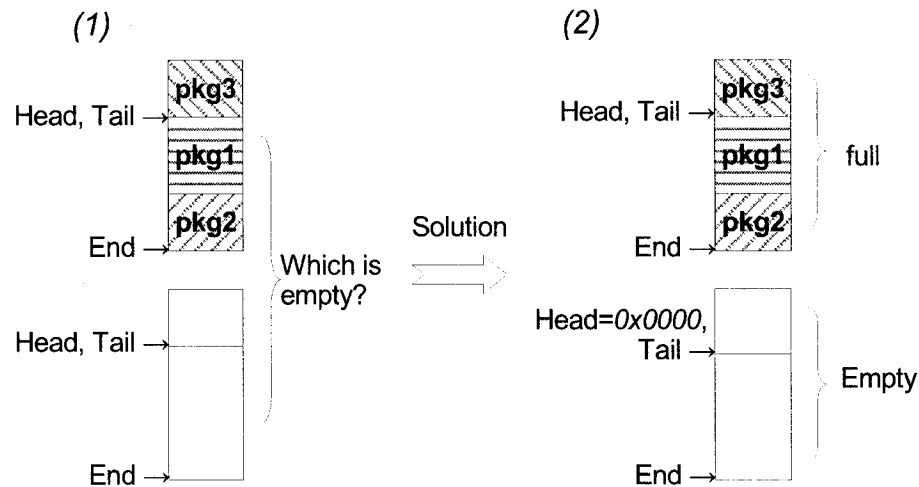 (1)
pkg3
Head, Tail
pkg1
pkg2
End
Which is
empty?
Head, Tail
End
Solution
(2)
pkg3
Head, Tail
pkg1
full
pkg2
End
Head=0x0000,
Tail
Empty
End